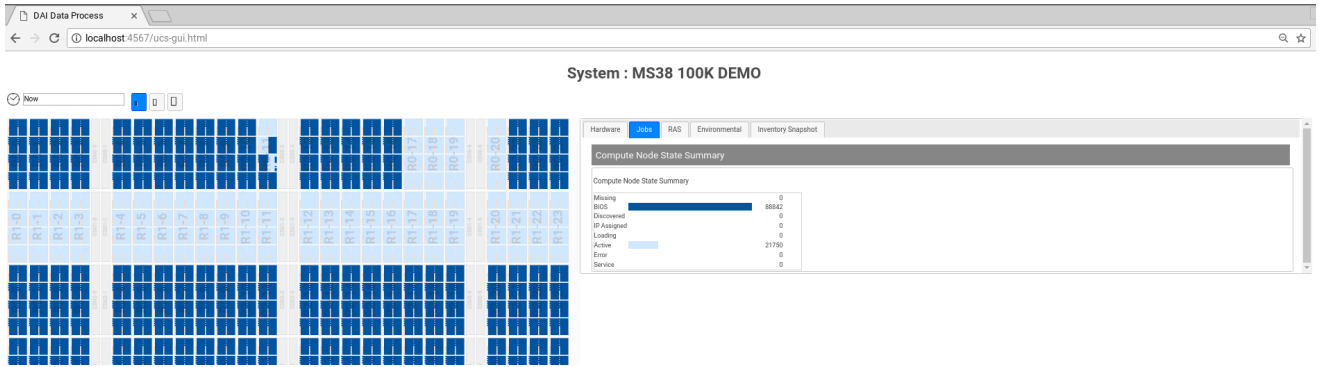 DAI Data Process
localhost:4567/ucs-gui.html
System : MS38 100K DEMO
Now
R0-17 R0-18 R0-19 R0-20
R1-0 R1-1 R1-2 R1-3 R1-4 R1-5 R1-6 R1-7 R1-8 R1-9 R1-10 R1-11 R1-12 R1-13 R1-14 R1-15 R1-16 R1-17 R1-18 R1-19 R1-20 R1-21 R1-22 R1-23
Hardware Jobs RAS Environmental Inventory Snapshot
Compute Node State Summary
Compute Node State Summary
Missing 0
BIOS 88842
Discovered 0
IP Assigned 0
Loading 0
Active 21750
Error 0
Service 0